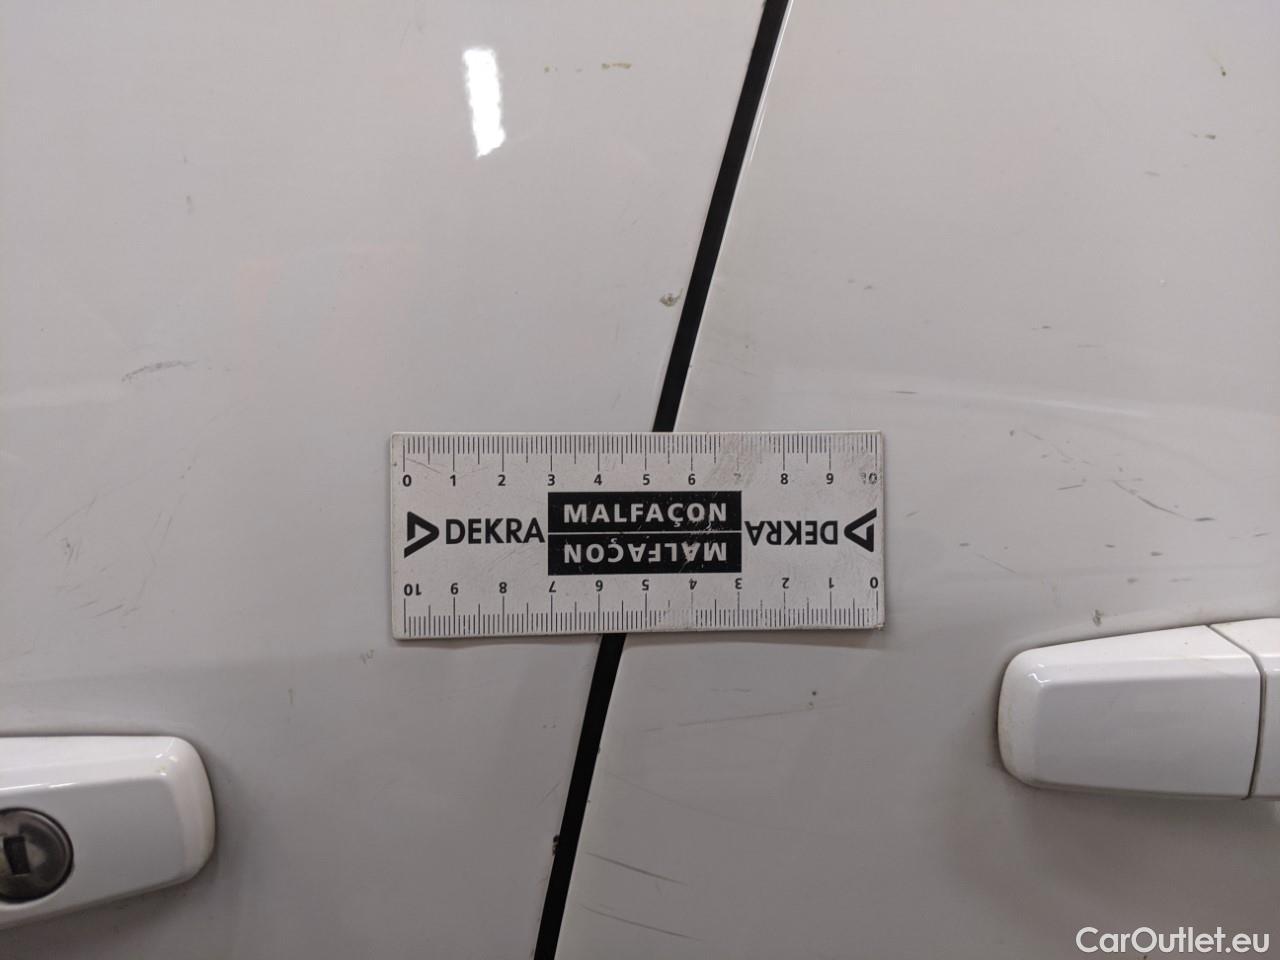 0 1 2 3 4 5 6 7 8 9 10
DEKRA MALFAÇON DEKRA
MALFAÇON
10 9 8 7 6 5 4 3 2 1 0
CarOutlet.eu